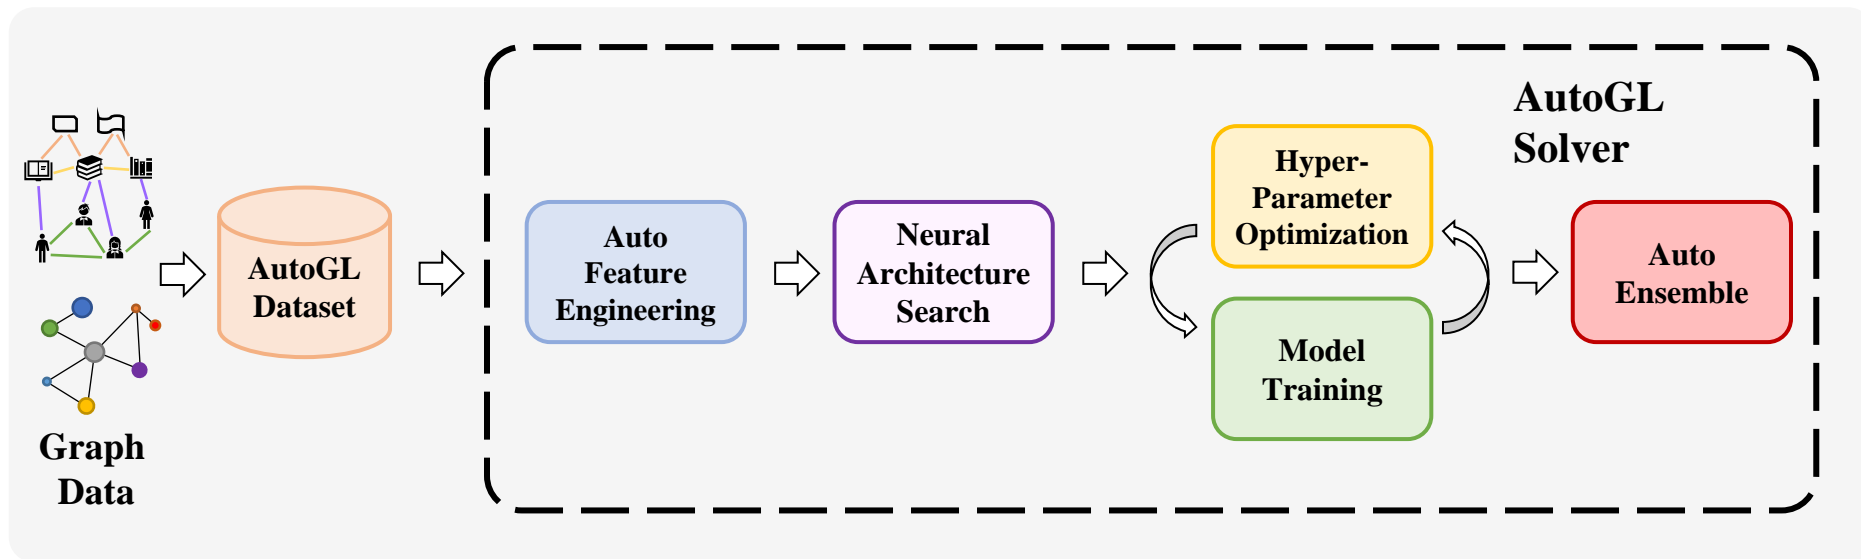 Graph
Data
AutoGL
Dataset
AutoGL
Solver
Auto
Feature
Engineering
Neural
Architecture
Search
Hyper-
Parameter
Optimization
Model
Training
Auto
Ensemble